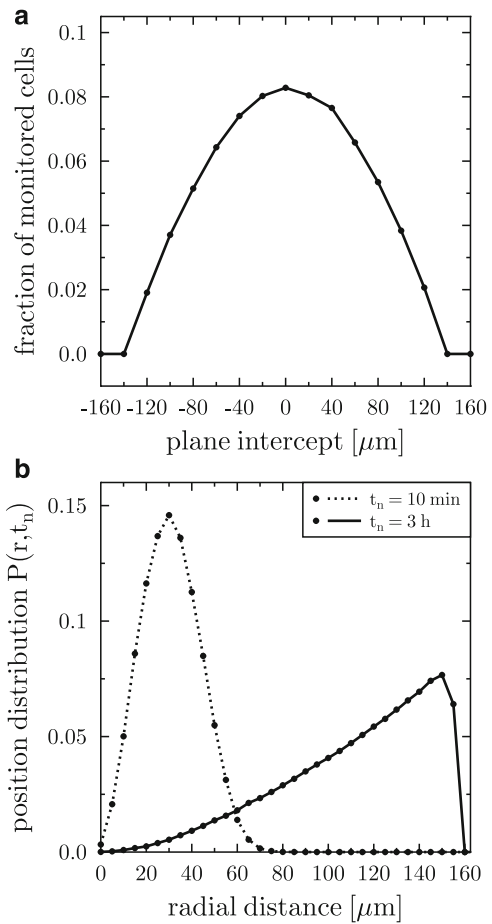 a
0.1
0.08
0.06
0.04
0.02
0.0
fraction of monitored cells
-160 -120 -80 -40 0 40 80 120 160
plane intercept [μm]
b
0.15
0.1
0.05
0.0
position distribution P(r,tₙ)
tₙ = 10 min
tₙ = 3 h
0 20 40 60 80 100 120 140 160
radial distance [μm]